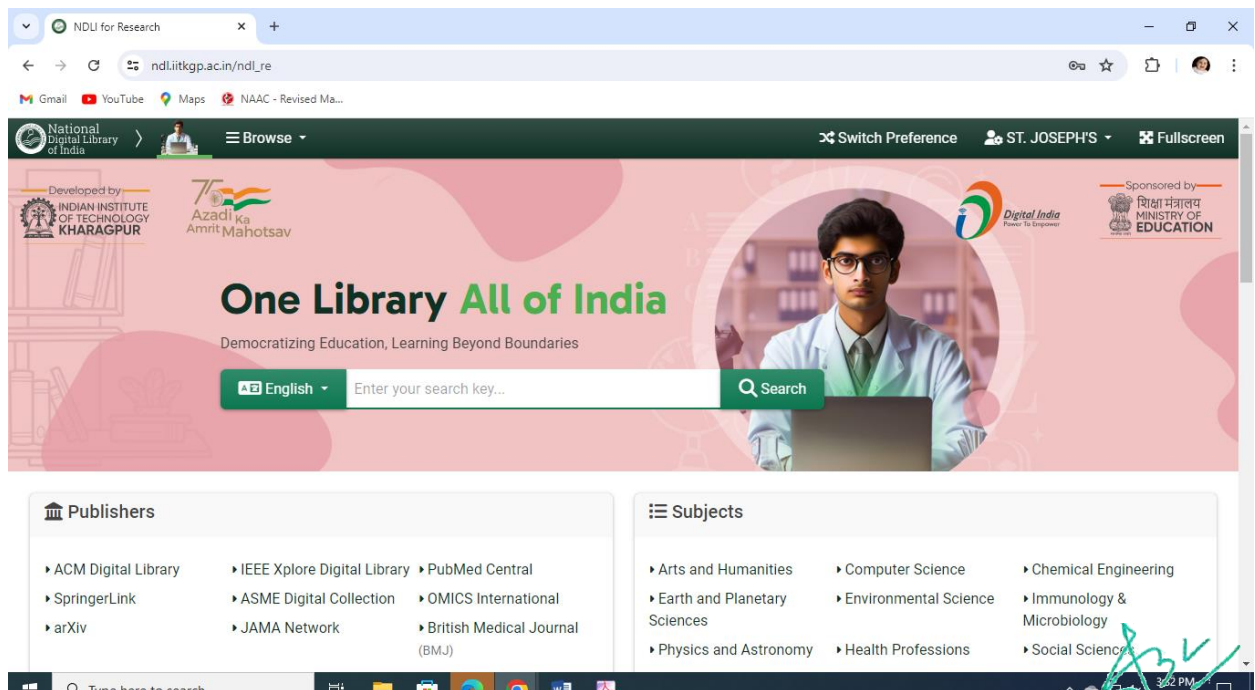 NDLI for Research
ndl.iitkgp.ac.in/ndl_re
Gmail YouTube Maps NAAC - Revised Ma...
National
Digital Library
of India
Browse
Switch Preference
ST. JOSEPH'S
Fullscreen
Developed by
INDIAN INSTITUTE
OF TECHNOLOGY
KHARAGPUR
75
Azadi Ka
Amrit Mahotsav
Digital India
Power To Empower
Sponsored by
शिक्षा मंत्रालय
MINISTRY OF
EDUCATION
One Library All of India
Democratizing Education, Learning Beyond Boundaries
English Enter your search key... Search
Publishers
ACM Digital Library IEEE Xplore Digital Library PubMed Central
SpringerLink ASME Digital Collection OMICS International
arXiv JAMA Network British Medical Journal
(BMJ)
Subjects
Arts and Humanities Computer Science Chemical Engineering
Earth and Planetary Environmental Science Immunology &
Sciences Microbiology
Physics and Astronomy Health Professions Social Sciences
Type here to search
3:32 PM